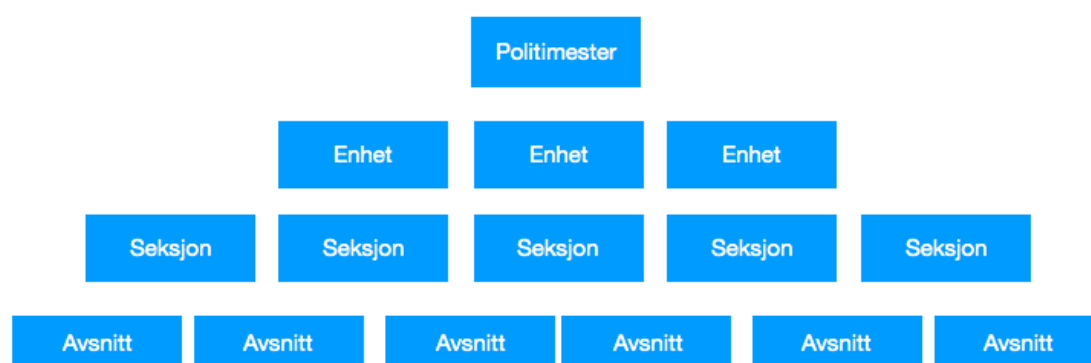 Politimester
Enhet Enhet Enhet
Seksjon Seksjon Seksjon Seksjon Seksjon
Avsnitt Avsnitt Avsnitt Avsnitt Avsnitt Avsnitt